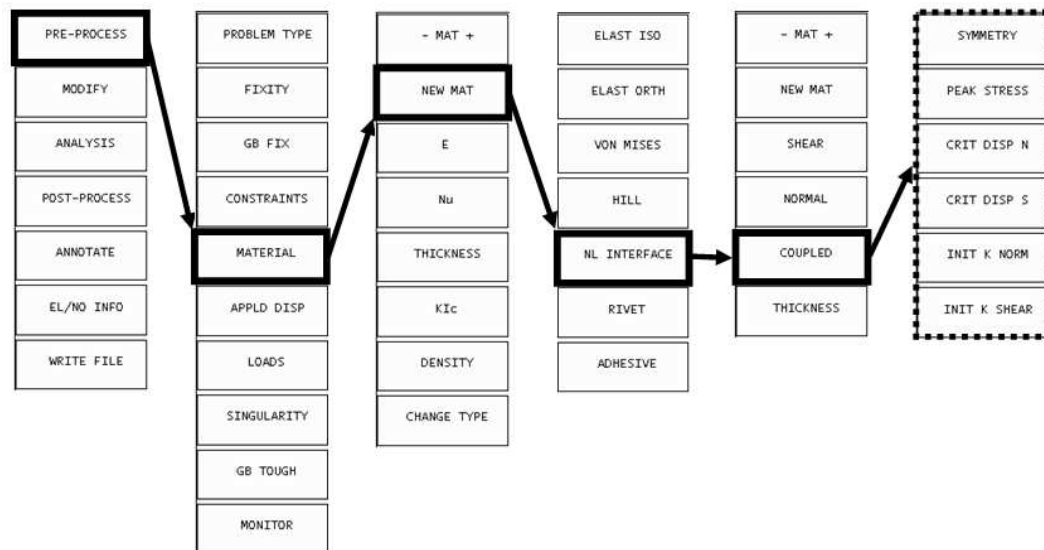 PRE-PROCESS
MODIFY
ANALYSIS
POST-PROCESS
ANNOTATE
EL/NO INFO
WRITE FILE
PROBLEM TYPE
FIXITY
GB FIX
CONSTRAINTS
MATERIAL
APPLD DISP
LOADS
SINGULARITY
GB TOUGH
MONITOR
- MAT +
NEW MAT
E
Nu
THICKNESS
KIc
DENSITY
CHANGE TYPE
ELAST ISO
ELAST ORTH
VON MISES
HILL
NL INTERFACE
RIVET
ADHESIVE
- MAT +
NEW MAT
SHEAR
NORMAL
COUPLED
THICKNESS
SYMMETRY
PEAK STRESS
CRIT DISP N
CRIT DISP S
INIT K NORM
INIT K SHEAR